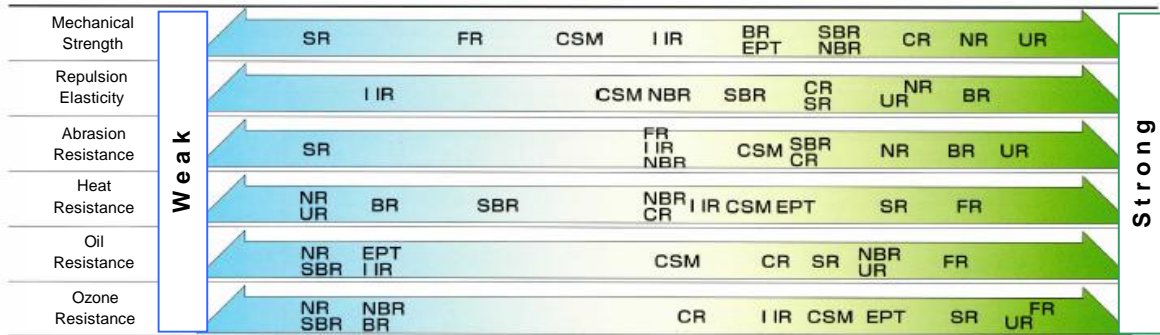 Mechanical
Strength
SR FR CSM I IR BR
EPT SBR
NBR CR NR UR
Repulsion
Elasticity
I IR CSM NBR SBR CR
SR UR NR BR
Abrasion
Resistance
SR FR
I IR
NBR CSM SBR
CR NR BR UR
Heat
Resistance
NR
UR BR SBR NBR
CR I IR CSM EPT SR FR
Oil
Resistance
NR
SBR EPT
I IR CSM CR SR NBR
UR FR
Ozone
Resistance
NR
SBR NBR
BR CR I IR CSM EPT SR UR FR
Weak
Strong